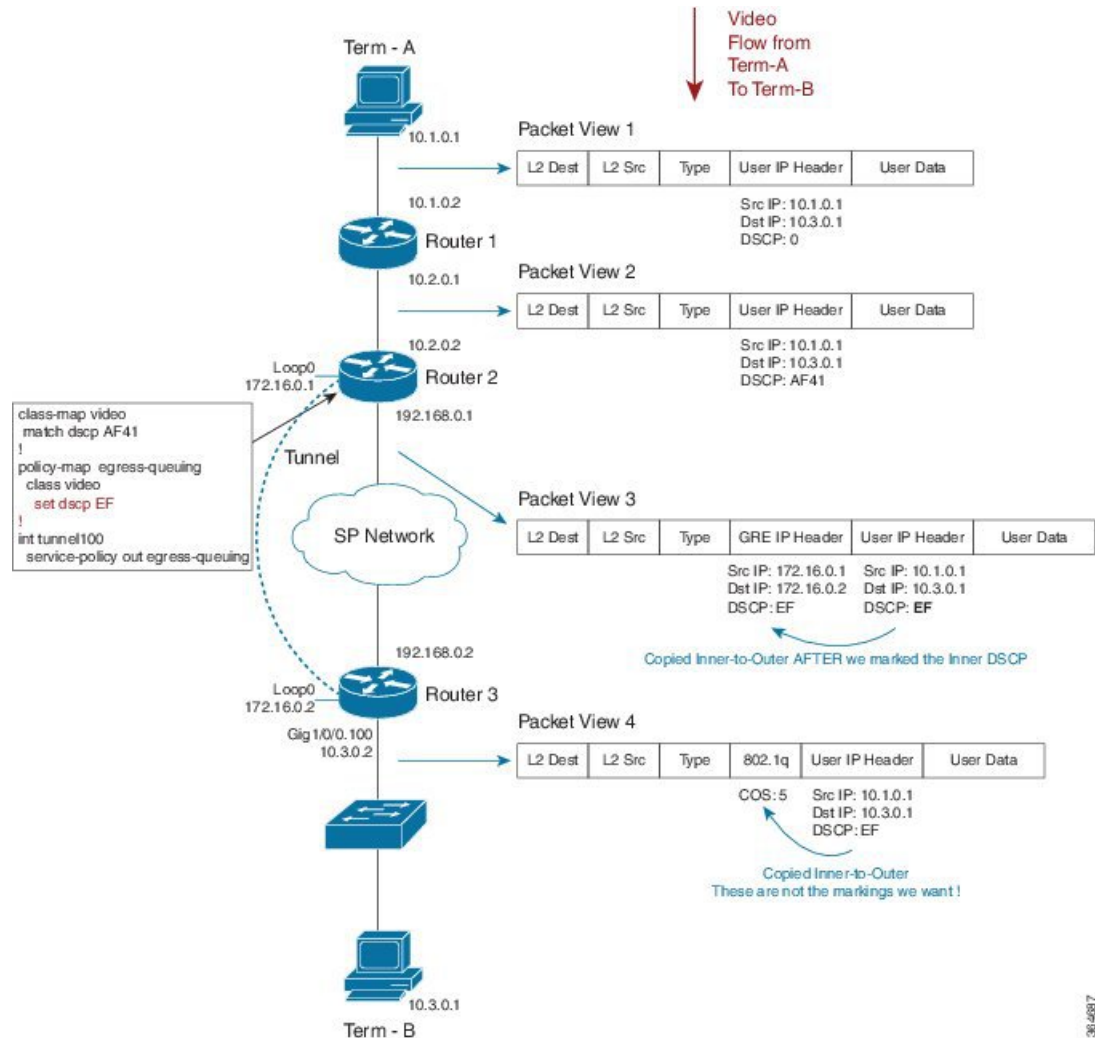 Video
Flow from
Term-A
To Term-B
Term - A
10.1.0.1
Packet View 1
L2 Dest L2 Src Type User IP Header User Data
Src IP: 10.1.0.1
Dst IP: 10.3.0.1
DSCP: 0
10.1.0.2
Router 1
10.2.0.1
Packet View 2
L2 Dest L2 Src Type User IP Header User Data
Src IP: 10.1.0.1
Dst IP: 10.3.0.1
DSCP: AF41
10.2.0.2
Loop0
172.16.0.1
Router 2
192.168.0.1
class-map video
match dscp AF41
!
policy-map egress-queuing
class video
set dscp EF
!
int tunnel100
service-policy out egress-queuing
Tunnel
SP Network
Packet View 3
L2 Dest L2 Src Type GRE IP Header User IP Header User Data
Src IP: 172.16.0.1 Src IP: 10.1.0.1
Dst IP: 172.16.0.2 Dst IP: 10.3.0.1
DSCP: EF DSCP: EF
Copied Inner-to-Outer AFTER we marked the Inner DSCP
192.168.0.2
Loop0
172.16.0.2
Router 3
Gig1/0/0.100
10.3.0.2
Packet View 4
L2 Dest L2 Src Type 802.1q User IP Header User Data
COS: 5 Src IP: 10.1.0.1
Dst IP: 10.3.0.1
DSCP: EF
Copied Inner-to-Outer
These are not the markings we want !
10.3.0.1
Term - B
364687